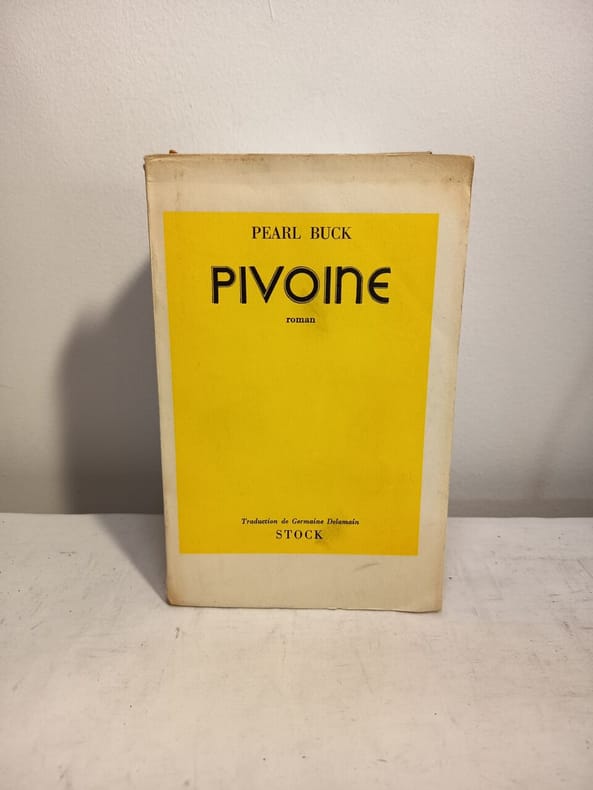 PEARL BUCK
PIVOINE
roman
Traduction de Germaine Delamain
STOCK